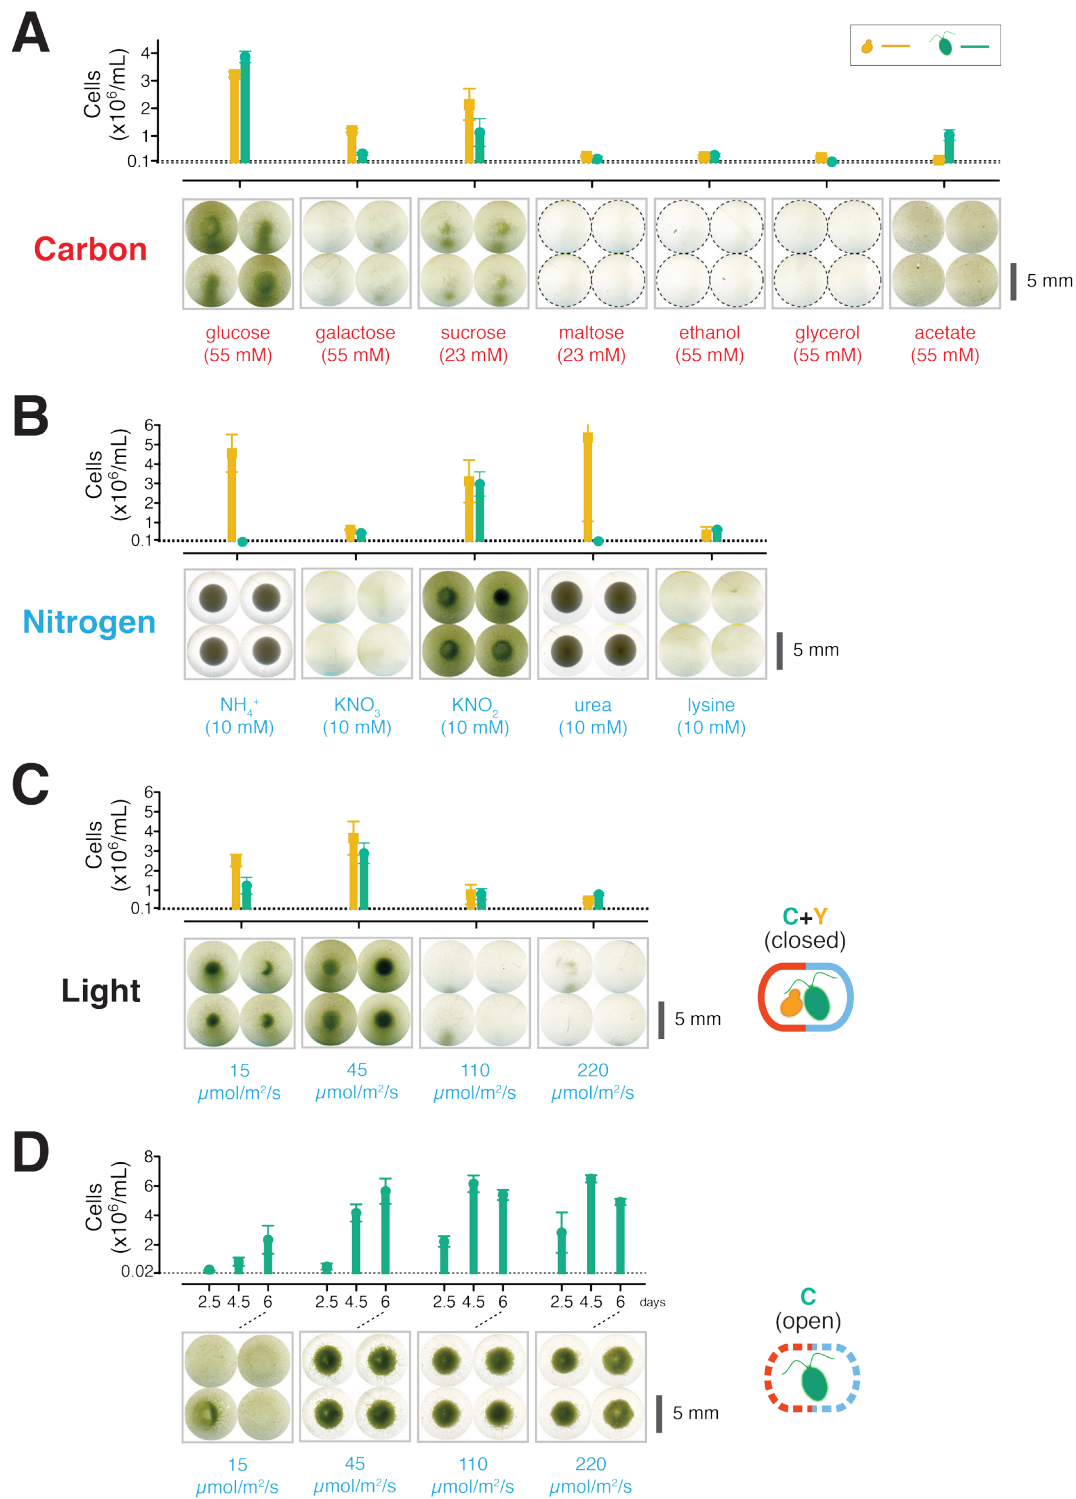 A
Cells
(x10⁶/mL)
4
3
2
1
0.1
Carbon
5 mm
glucose
(55 mM)
galactose
(55 mM)
sucrose
(23 mM)
maltose
(23 mM)
ethanol
(55 mM)
glycerol
(55 mM)
acetate
(55 mM)
B
Cells
(x10⁶/mL)
6
5
4
3
2
1
0.1
Nitrogen
5 mm
NH₄⁺
(10 mM)
KNO₃
(10 mM)
KNO₂
(10 mM)
urea
(10 mM)
lysine
(10 mM)
C
Cells
(x10⁶/mL)
6
5
4
3
2
1
0.1
C+Y
(closed)
Light
5 mm
15
µmol/m²/s
45
µmol/m²/s
110
µmol/m²/s
220
µmol/m²/s
D
Cells
(x10⁶/mL)
8
6
4
2
0.02
2.5 4.5 6 2.5 4.5 6 2.5 4.5 6 2.5 4.5 6 days
C
(open)
5 mm
15
µmol/m²/s
45
µmol/m²/s
110
µmol/m²/s
220
µmol/m²/s